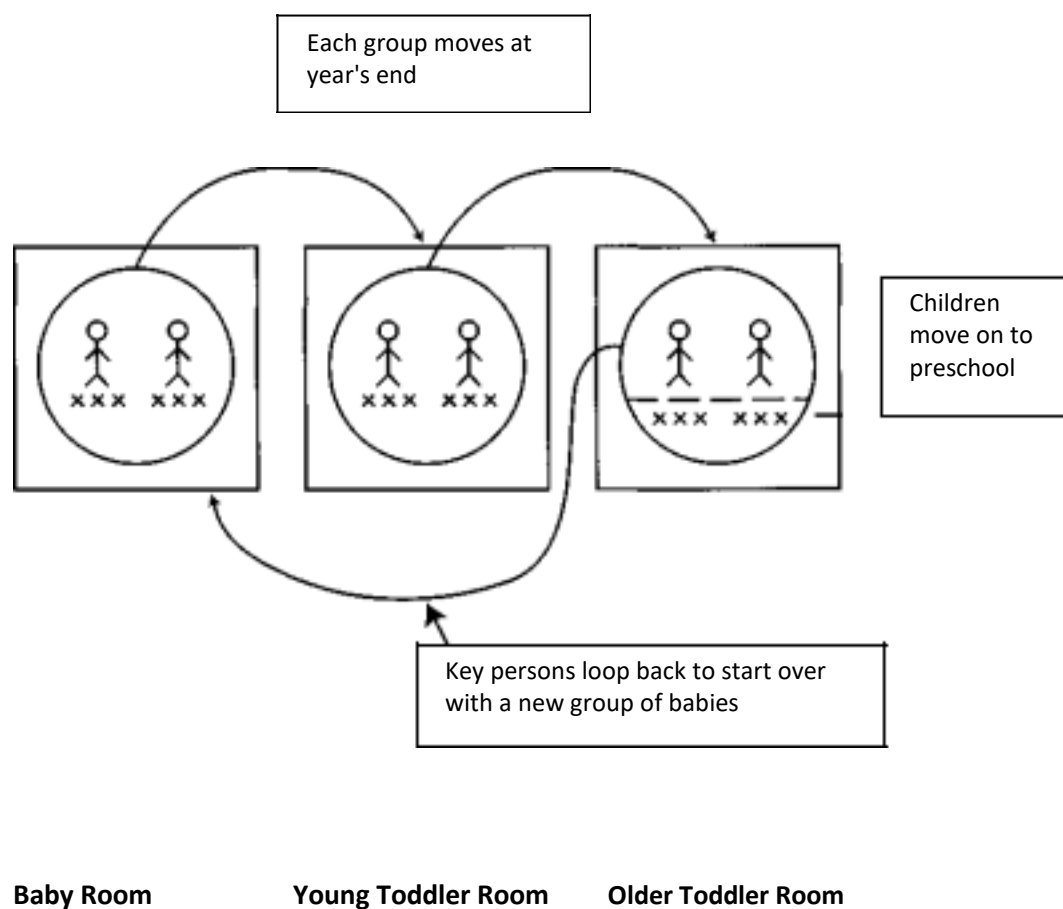 Each group moves at
year's end
Children
move on to
preschool
Key persons loop back to start over
with a new group of babies
Baby Room
Young Toddler Room
Older Toddler Room